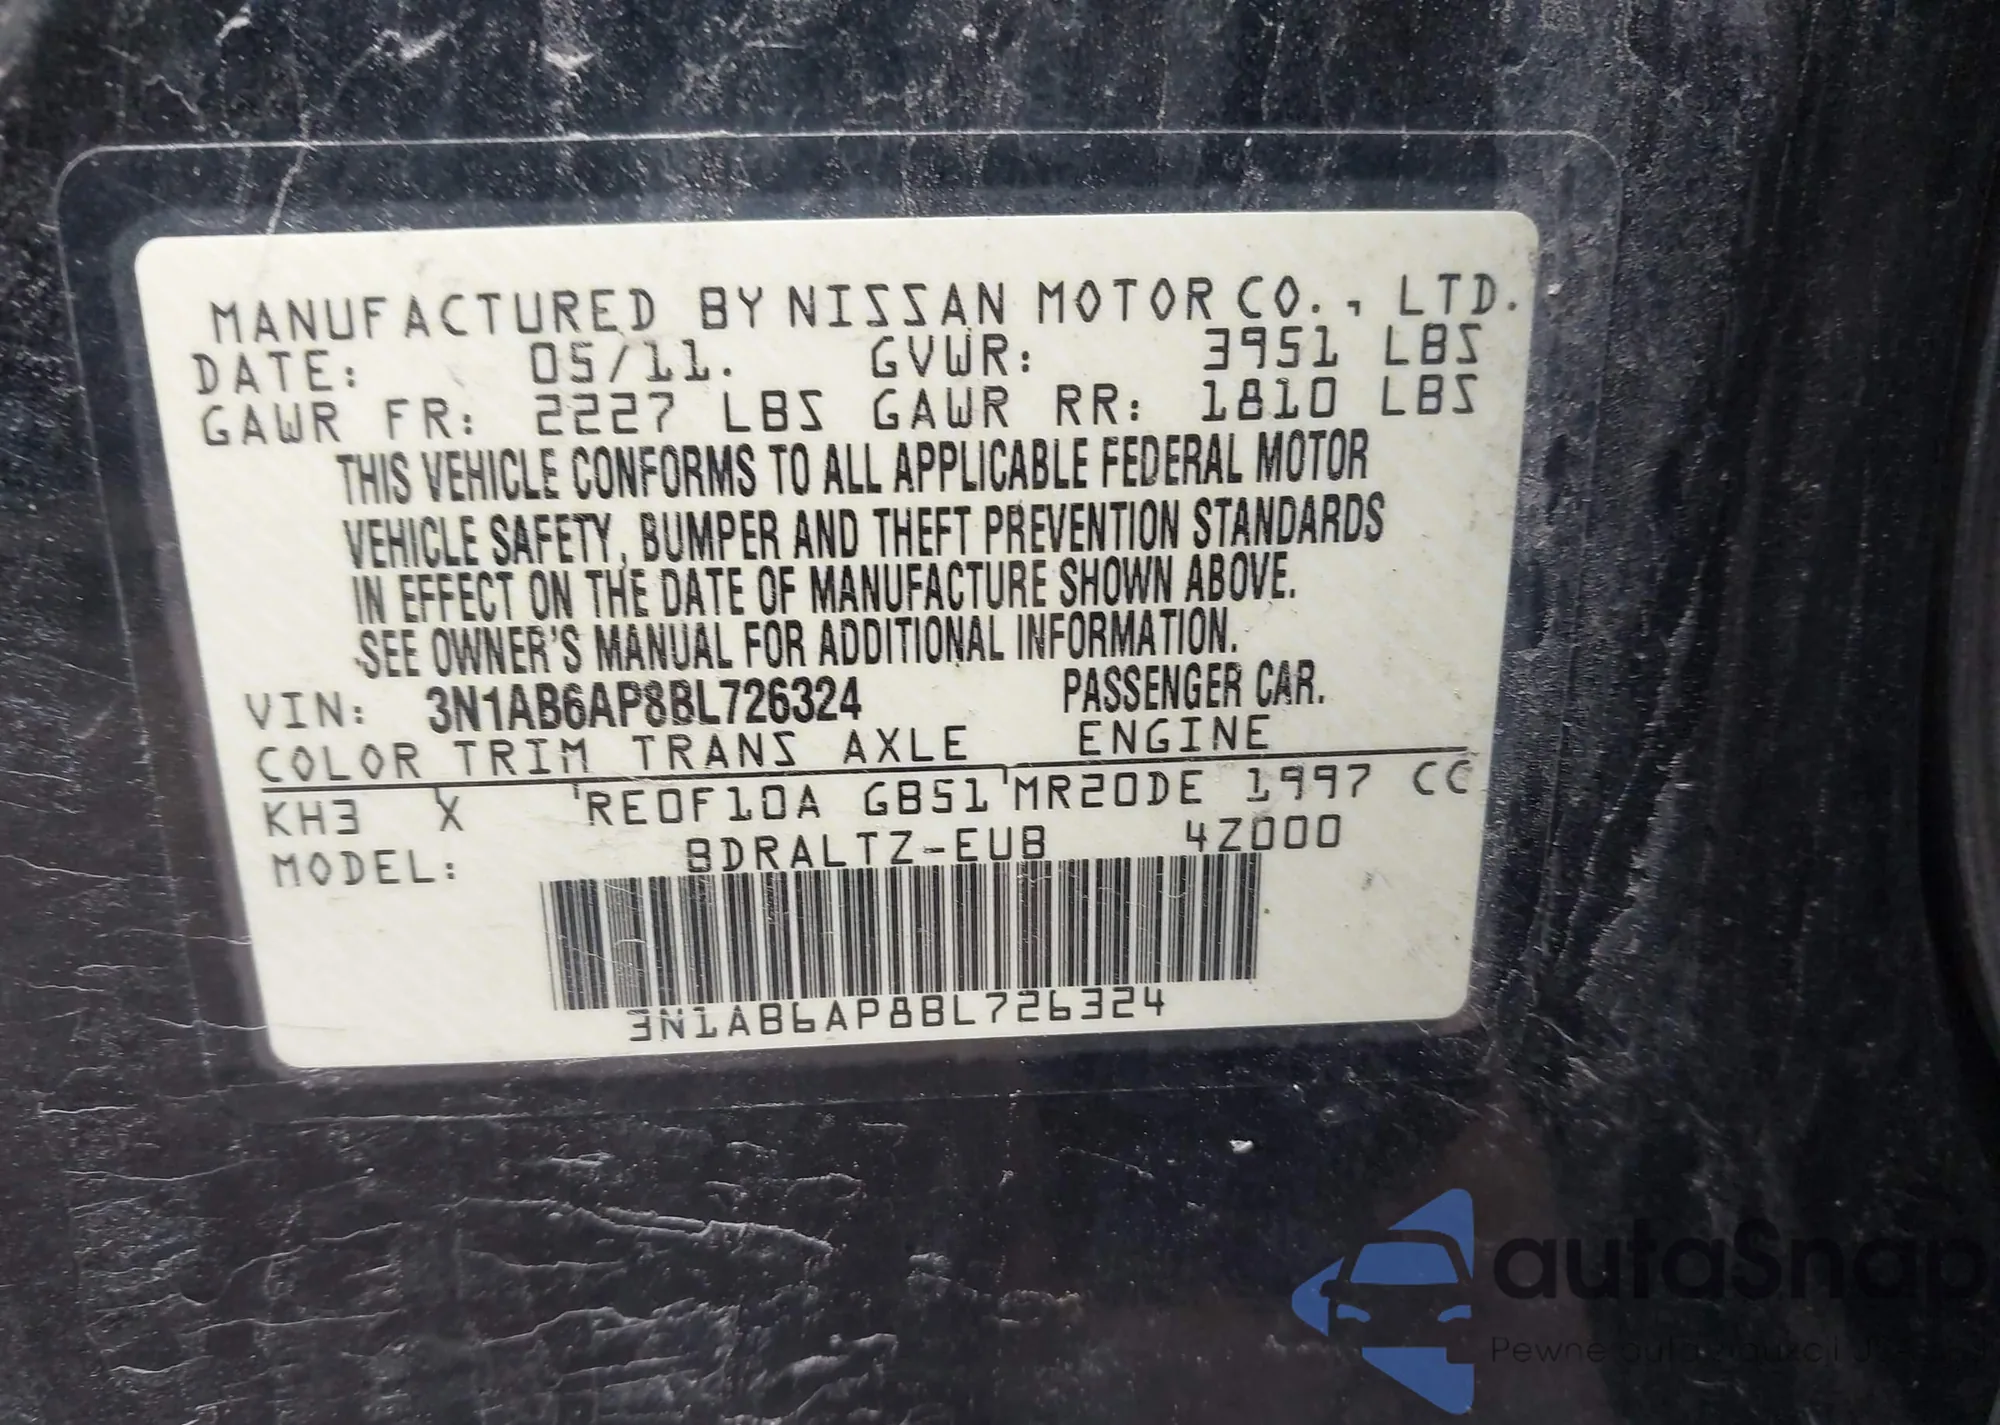 MANUFACTURED BY NISSAN MOTOR CO., LTD.
DATE: 05/11. GVWR: 3951 LBS
GAWR FR: 2227 LBS GAWR RR: 1810 LBS
THIS VEHICLE CONFORMS TO ALL APPLICABLE FEDERAL MOTOR
VEHICLE SAFETY, BUMPER AND THEFT PREVENTION STANDARDS
IN EFFECT ON THE DATE OF MANUFACTURE SHOWN ABOVE.
SEE OWNER'S MANUAL FOR ADDITIONAL INFORMATION.
VIN: 3N1AB6AP8BL726324 PASSENGER CAR.
COLOR TRIM TRANS AXLE ENGINE
KH3 X RE0F10A GB51 MR20DE 1997 CC
MODEL: BDRALTZ-EUB 4Z000
3N1AB6AP8BL726324
autaSnap
Pewne auta